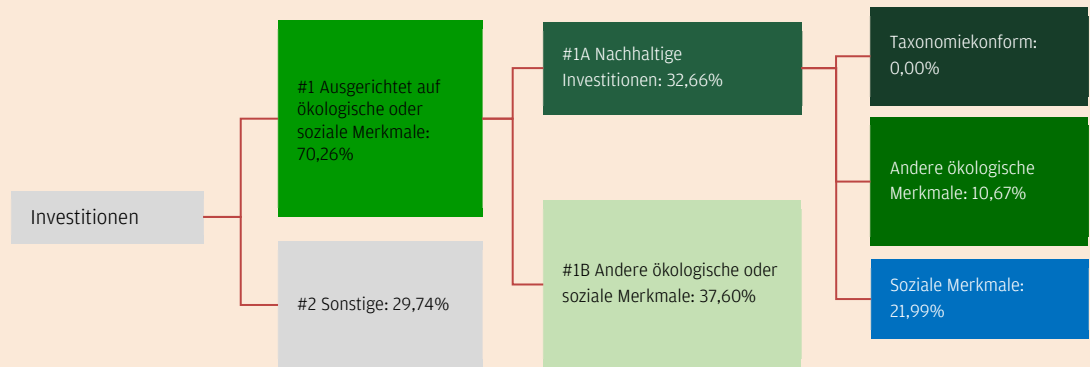 Investitionen
#1 Ausgerichtet auf
ökologische oder
soziale Merkmale:
70,26%
#2 Sonstige: 29,74%
#1A Nachhaltige
Investitionen: 32,66%
#1B Andere ökologische oder
soziale Merkmale: 37,60%
Taxonomiekonform:
0,00%
Andere ökologische
Merkmale: 10,67%
Soziale Merkmale:
21,99%